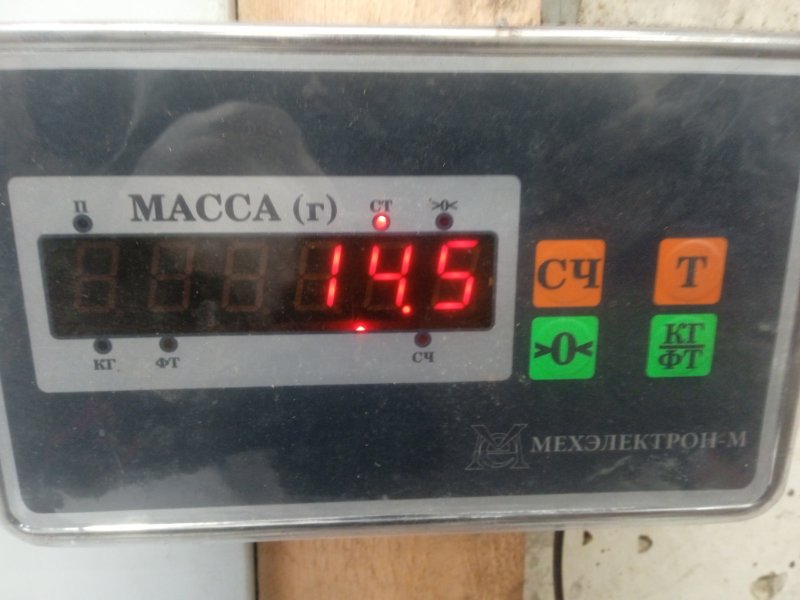 П МАССА (г) СТ >0<
14.5
КГ ФТ СЧ
СЧ Т
>0< КГ/ФТ
МЕХЭЛЕКТРОН-М